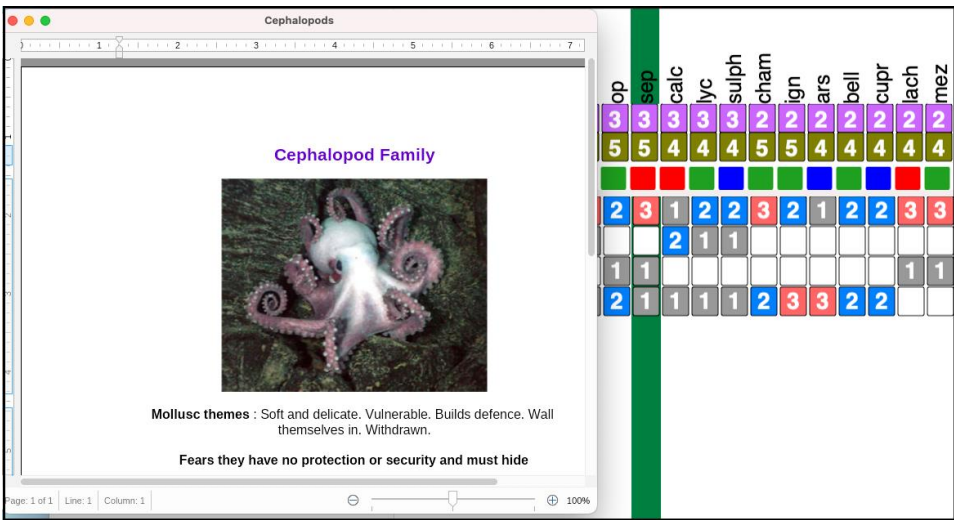 Cephalopods
1 2 3 4 5 6 7
1
2
3
4
5
Cephalopod Family
Mollusc themes : Soft and delicate. Vulnerable. Builds defence. Wall
themselves in. Withdrawn.
Fears they have no protection or security and must hide
Page: 1 of 1 Line: 1 Column: 1 100%
op sep calc lyc sulph cham ign ars bell cupr lach mez
3 3 3 3 3 2 2 2 2 2 2 2
5 5 4 4 4 5 5 4 4 4 4 4
2 3 1 2 2 3 2 1 2 2 3 3
2 1 1
1 1 1 1
2 1 1 1 1 2 3 3 2 2